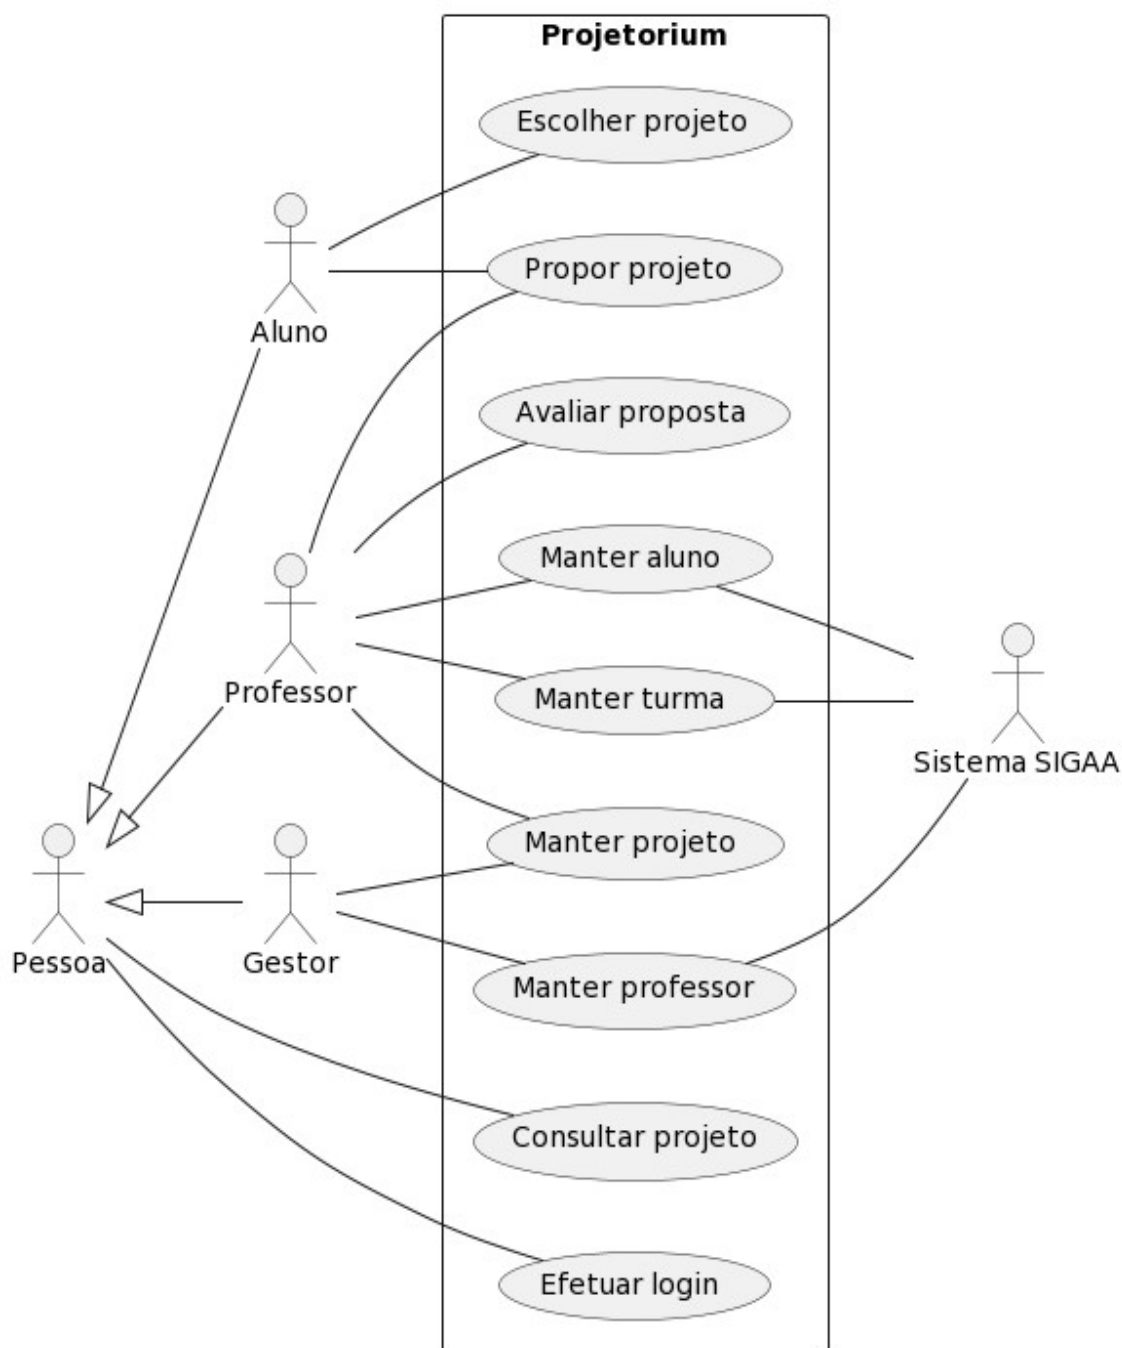 Projetorium
Escolher projeto
Propor projeto
Aluno
Avaliar proposta
Manter aluno
Professor
Manter turma
Sistema SIGAA
Manter projeto
Pessoa
Gestor
Manter professor
Consultar projeto
Efetuar login